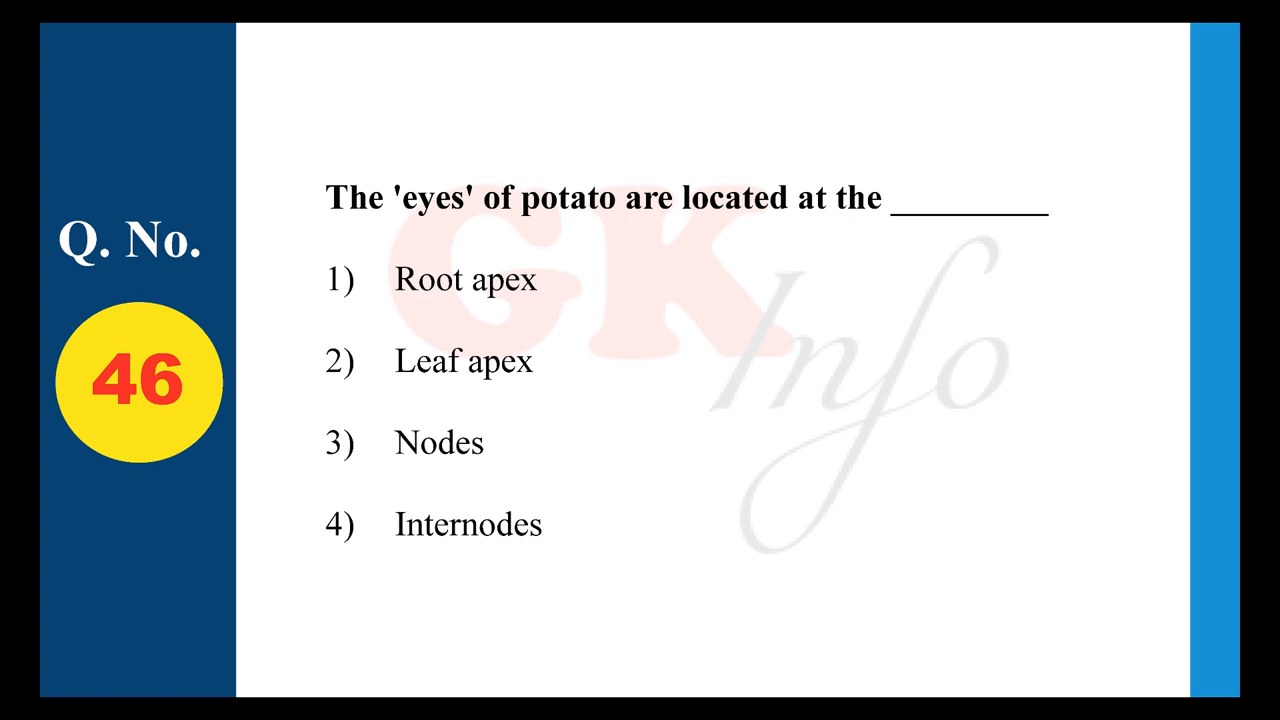 Q. No.
46
The 'eyes' of potato are located at the _________
1) Root apex
2) Leaf apex
3) Nodes
4) Internodes
GK
Info